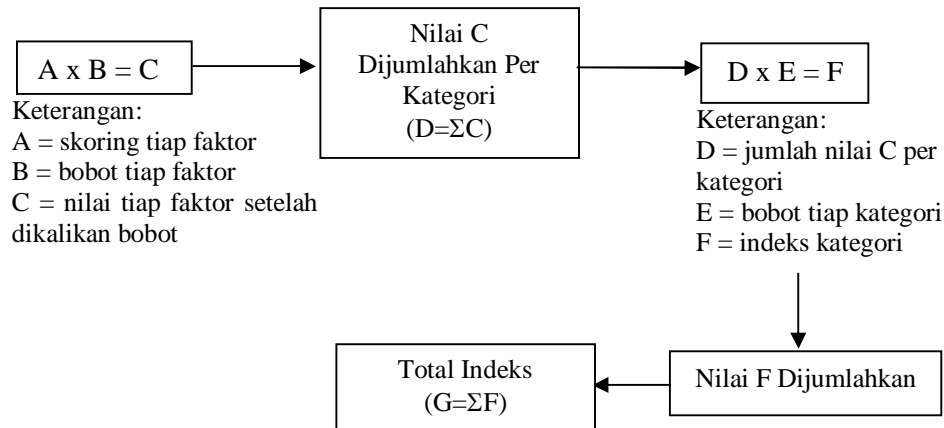 A x B = C
Keterangan:
A = skoring tiap faktor
B = bobot tiap faktor
C = nilai tiap faktor setelah
dikalikan bobot
Nilai C
Dijumlahkan Per
Kategori
(D=ΣC)
D x E = F
Keterangan:
D = jumlah nilai C per
kategori
E = bobot tiap kategori
F = indeks kategori
Nilai F Dijumlahkan
Total Indeks
(G=ΣF)